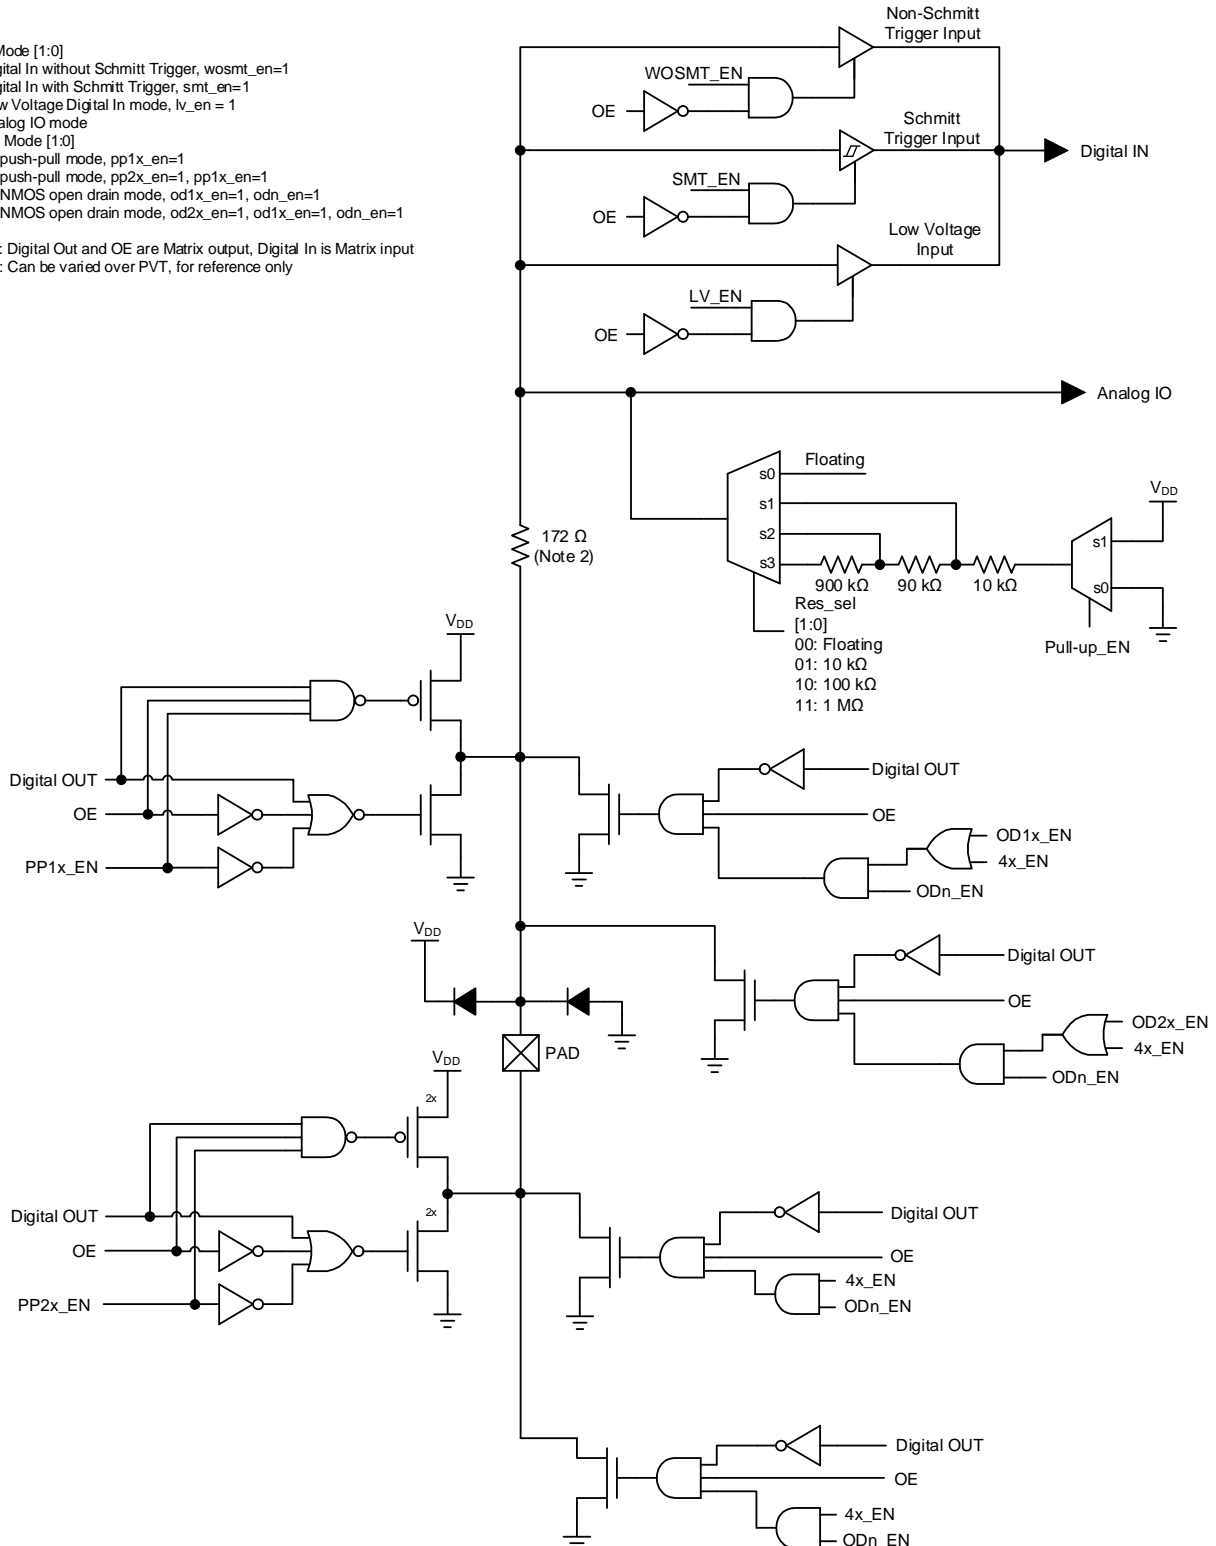 Non-Schmitt
Trigger Input
Mode [1:0]
ital In without Schmitt Trigger, wosmt_en=1
ital In with Schmitt Trigger, smt_en=1
w Voltage Digital In mode, lv_en = 1
alog IO mode
Mode [1:0]
push-pull mode, pp1x_en=1
push-pull mode, pp2x_en=1, pp1x_en=1
NMOS open drain mode, od1x_en=1, odn_en=1
NMOS open drain mode, od2x_en=1, od1x_en=1, odn_en=1
: Digital Out and OE are Matrix output, Digital In is Matrix input
: Can be varied over PVT, for reference only
WOSMT_EN
OE
Schmitt
Trigger Input
Digital IN
SMT_EN
OE
Low Voltage
Input
LV_EN
OE
Analog IO
Floating
s0
s1
s2
s3
VDD
s1
s0
172 Ω
(Note 2)
900 kΩ
90 kΩ
10 kΩ
Res_sel
[1:0]
00: Floating
01: 10 kΩ
10: 100 kΩ
11: 1 MΩ
Pull-up_EN
VDD
Digital OUT
OE
PP1x_EN
Digital OUT
OE
OD1x_EN
4x_EN
ODn_EN
VDD
Digital OUT
OE
OD2x_EN
4x_EN
ODn_EN
PAD
VDD
2x
2x
Digital OUT
OE
PP2x_EN
Digital OUT
OE
4x_EN
ODn_EN
Digital OUT
OE
4x_EN
ODn_EN